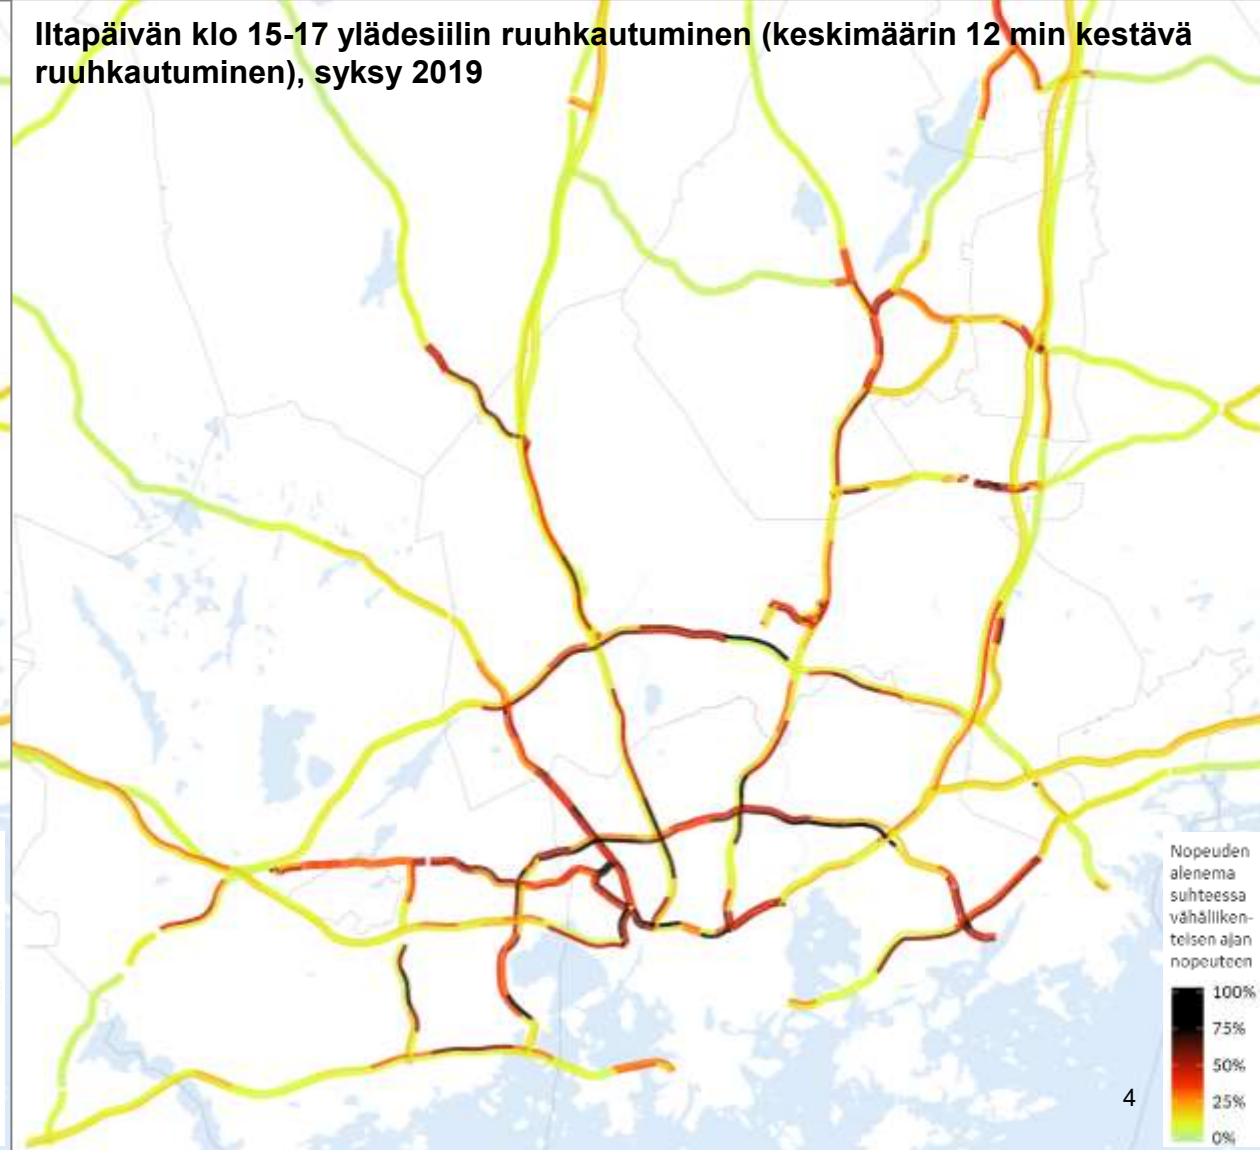 Iltapäivän klo 15-17 ylädesiilin ruuhkautuminen (keskimäärin 12 min kestävä
ruuhkautuminen), syksy 2019
Nopeuden
alenema
suhteessa
vähäliiken-
teisen ajan
nopeuteen
100%
75%
50%
25%
0%
4